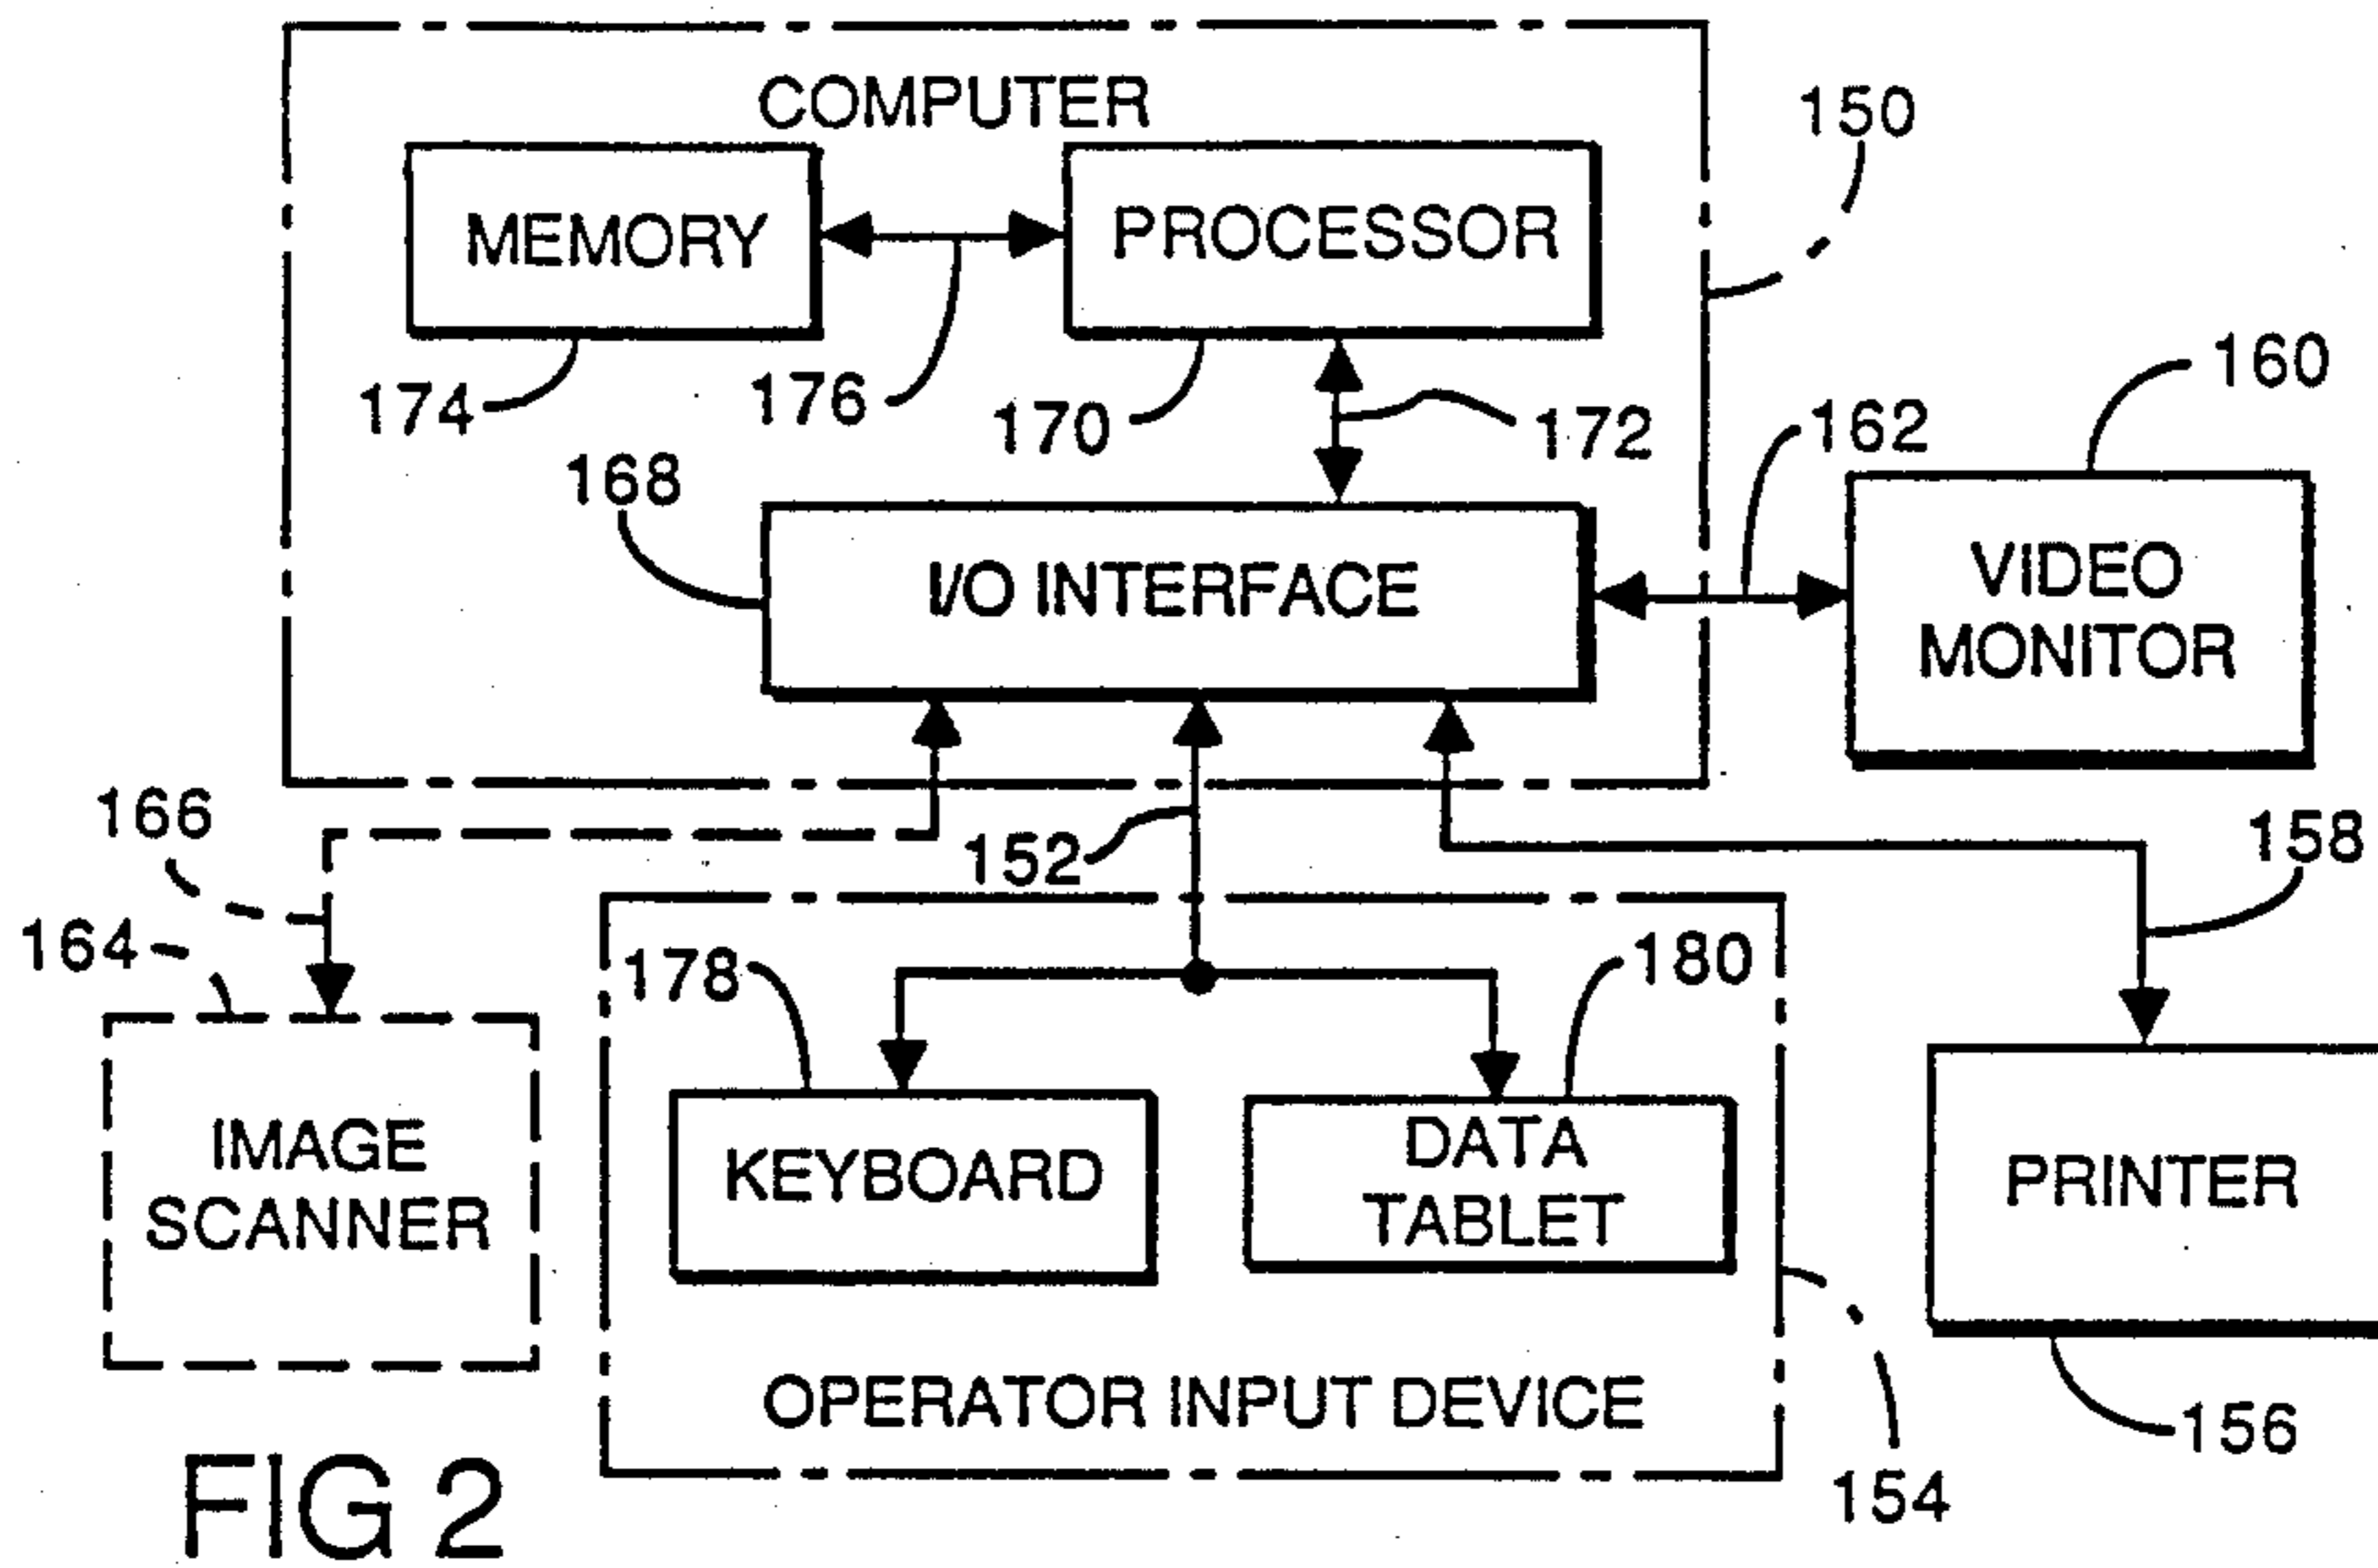 COMPUTER
150
MEMORY
PROCESSOR
174
176
170
172
160
162
168
I/O INTERFACE
VIDEO
MONITOR
166
152
158
164
178
180
IMAGE
SCANNER
KEYBOARD
DATA
TABLET
PRINTER
OPERATOR INPUT DEVICE
156
154
FIG 2